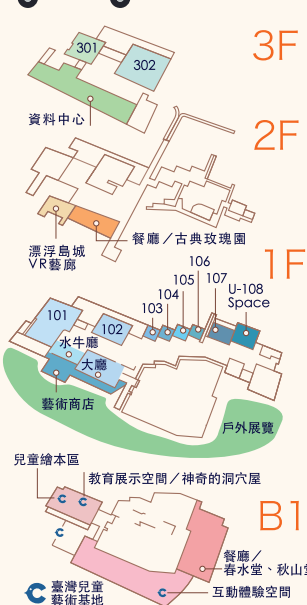 3F
301
302
資料中心
2F
餐廳／古典玫瑰園
漂浮島城
VR藝廊
1F
101
102
103
104
105
106
107
U-108
Space
水牛廳
大廳
藝術商店
戶外展覽
兒童繪本區
教育展示空間／神奇的洞穴屋
B1
餐廳／
春水堂、秋山堂
互動體驗空間
臺灣兒童
藝術基地